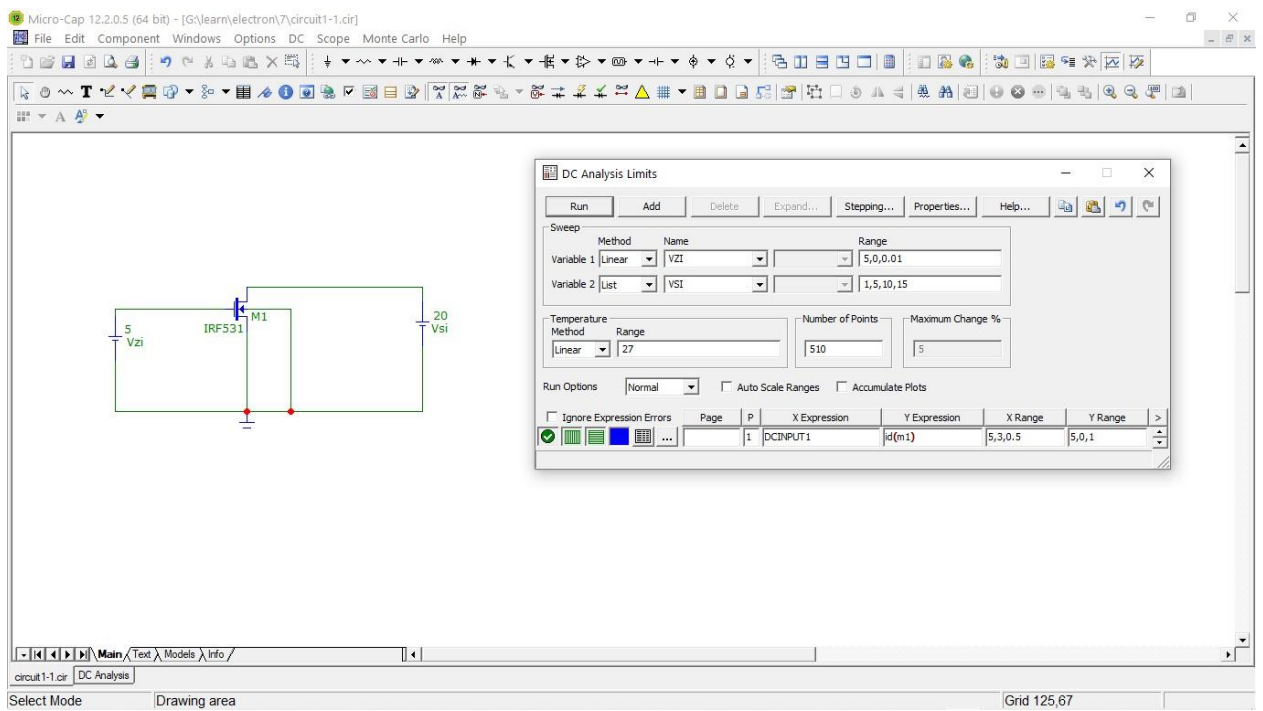 Micro-Cap 12.2.0.5 (64 bit) - [G:\learn\electron\7\circuit1-1.cir]
File Edit Component Windows Options DC Scope Monte Carlo Help
DC Analysis Limits
Run Add Delete Expand... Stepping... Properties... Help...
Sweep
Method Name Range
Variable 1 Linear VZI 5,0,0.01
Variable 2 List VSI 1,5,10,15
Temperature Number of Points Maximum Change %
Method Range
Linear 27 510 5
Run Options Normal Auto Scale Ranges Accumulate Plots
Ignore Expression Errors Page P X Expression Y Expression X Range Y Range >
... 1 DCINPUT1 id(m1) 5,3,0.5 5,0,1
5
Vzi
IRF531
M1
20
Vsi
Main Text Models Info
circuit1-1.cir DC Analysis
Select Mode Drawing area Grid 125,67